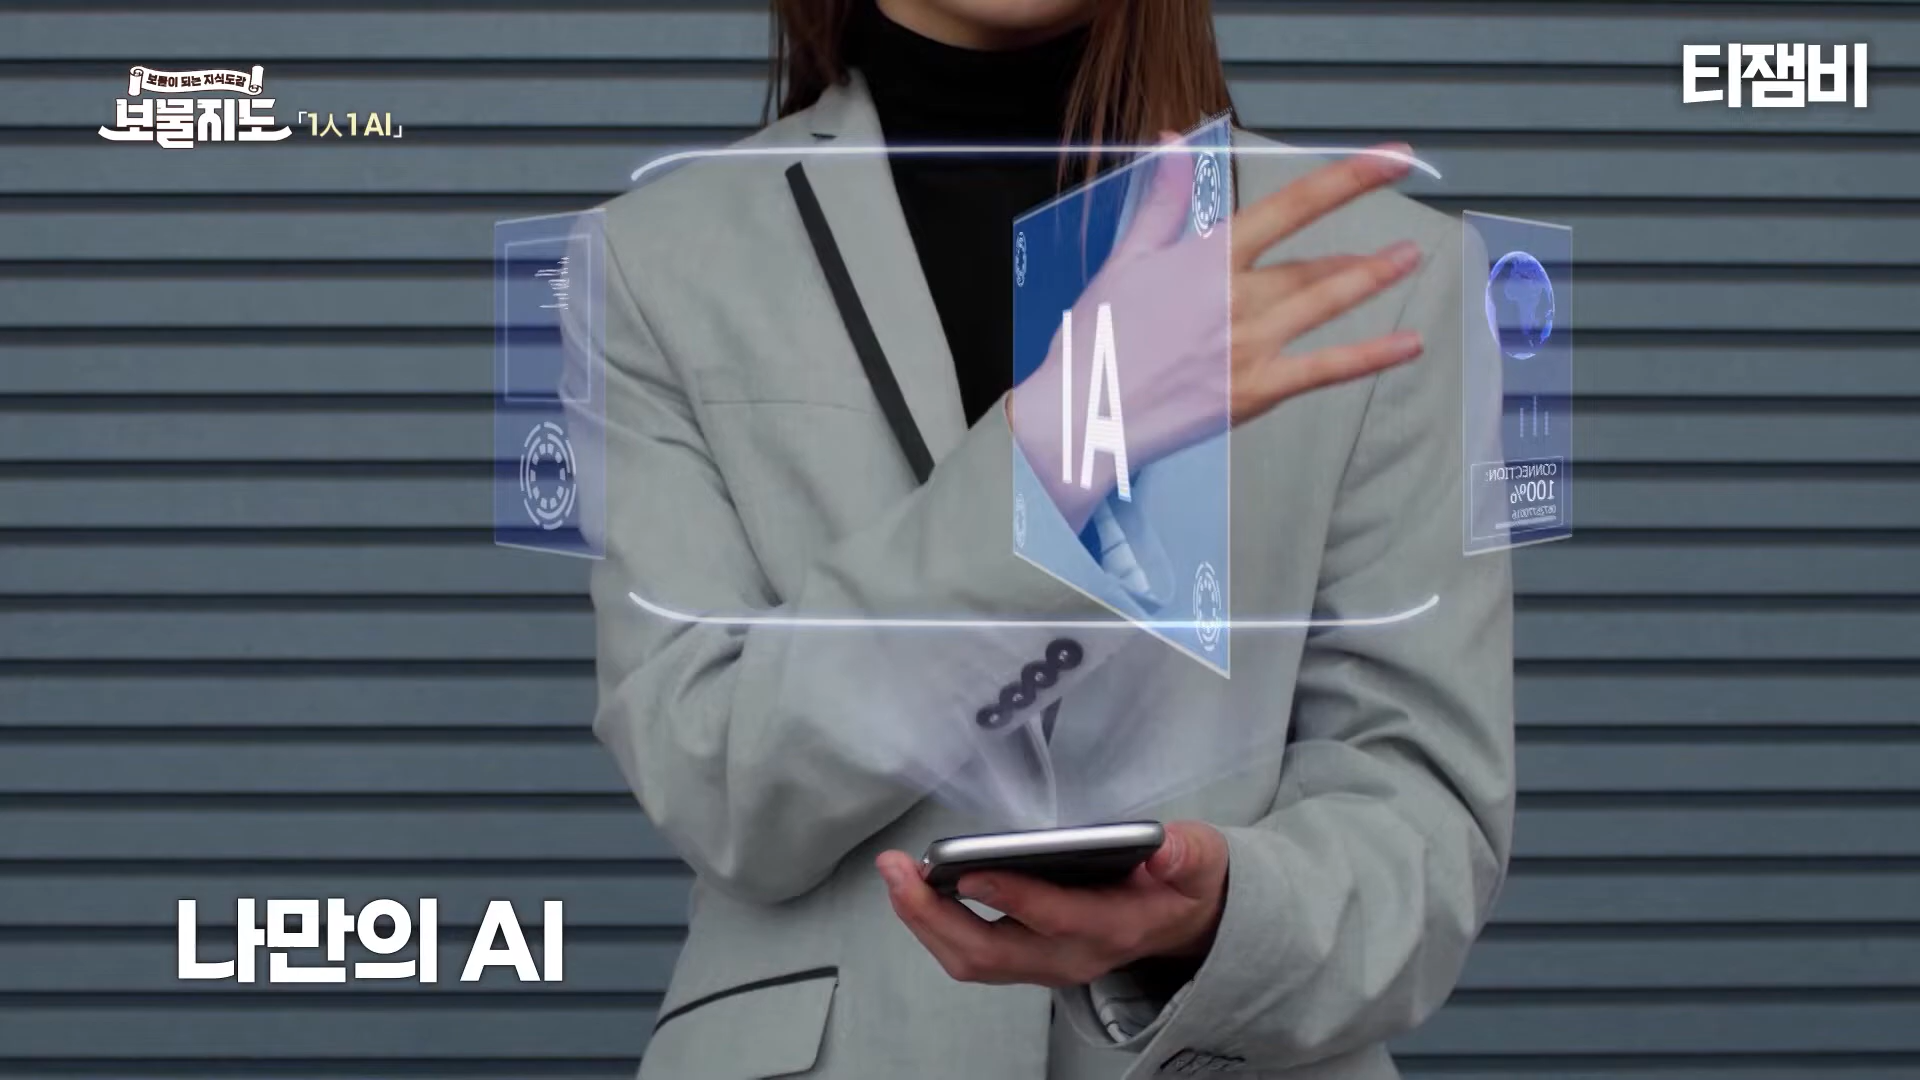 보물이 되는 지식도감
보물지도
「1人1AI」
티잼비
IA
CONNECTION:
100%
나만의 AI